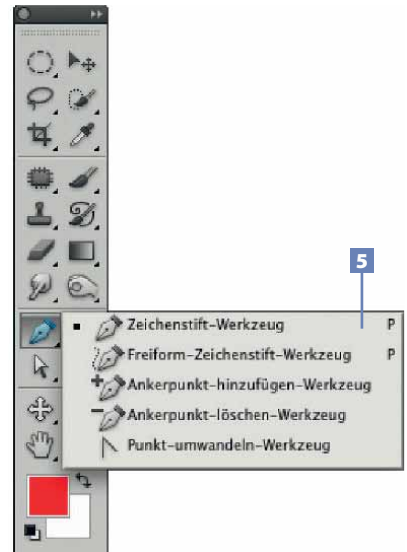 5
Zeichenstift-Werkzeug P
Freiform-Zeichenstift-Werkzeug P
Ankerpunkt-hinzufügen-Werkzeug
Ankerpunkt-löschen-Werkzeug
Punkt-umwandeln-Werkzeug